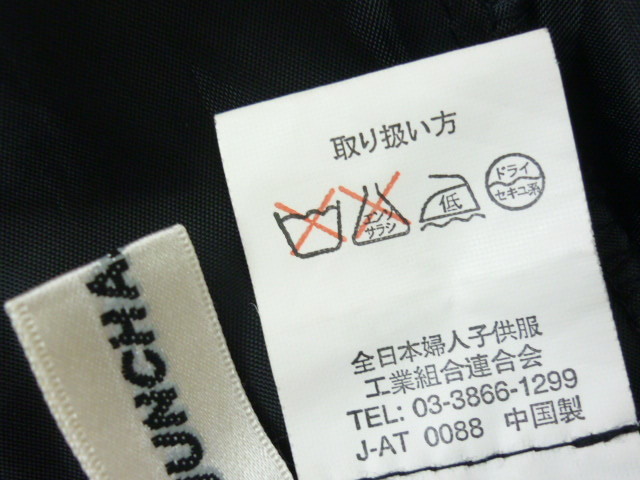 取り扱い方
エンソ
サラシ
低
ドライ
セキユ系
全日本婦人子供服
工業組合連合会
TEL: 03-3866-1299
J-AT 0088 中国製